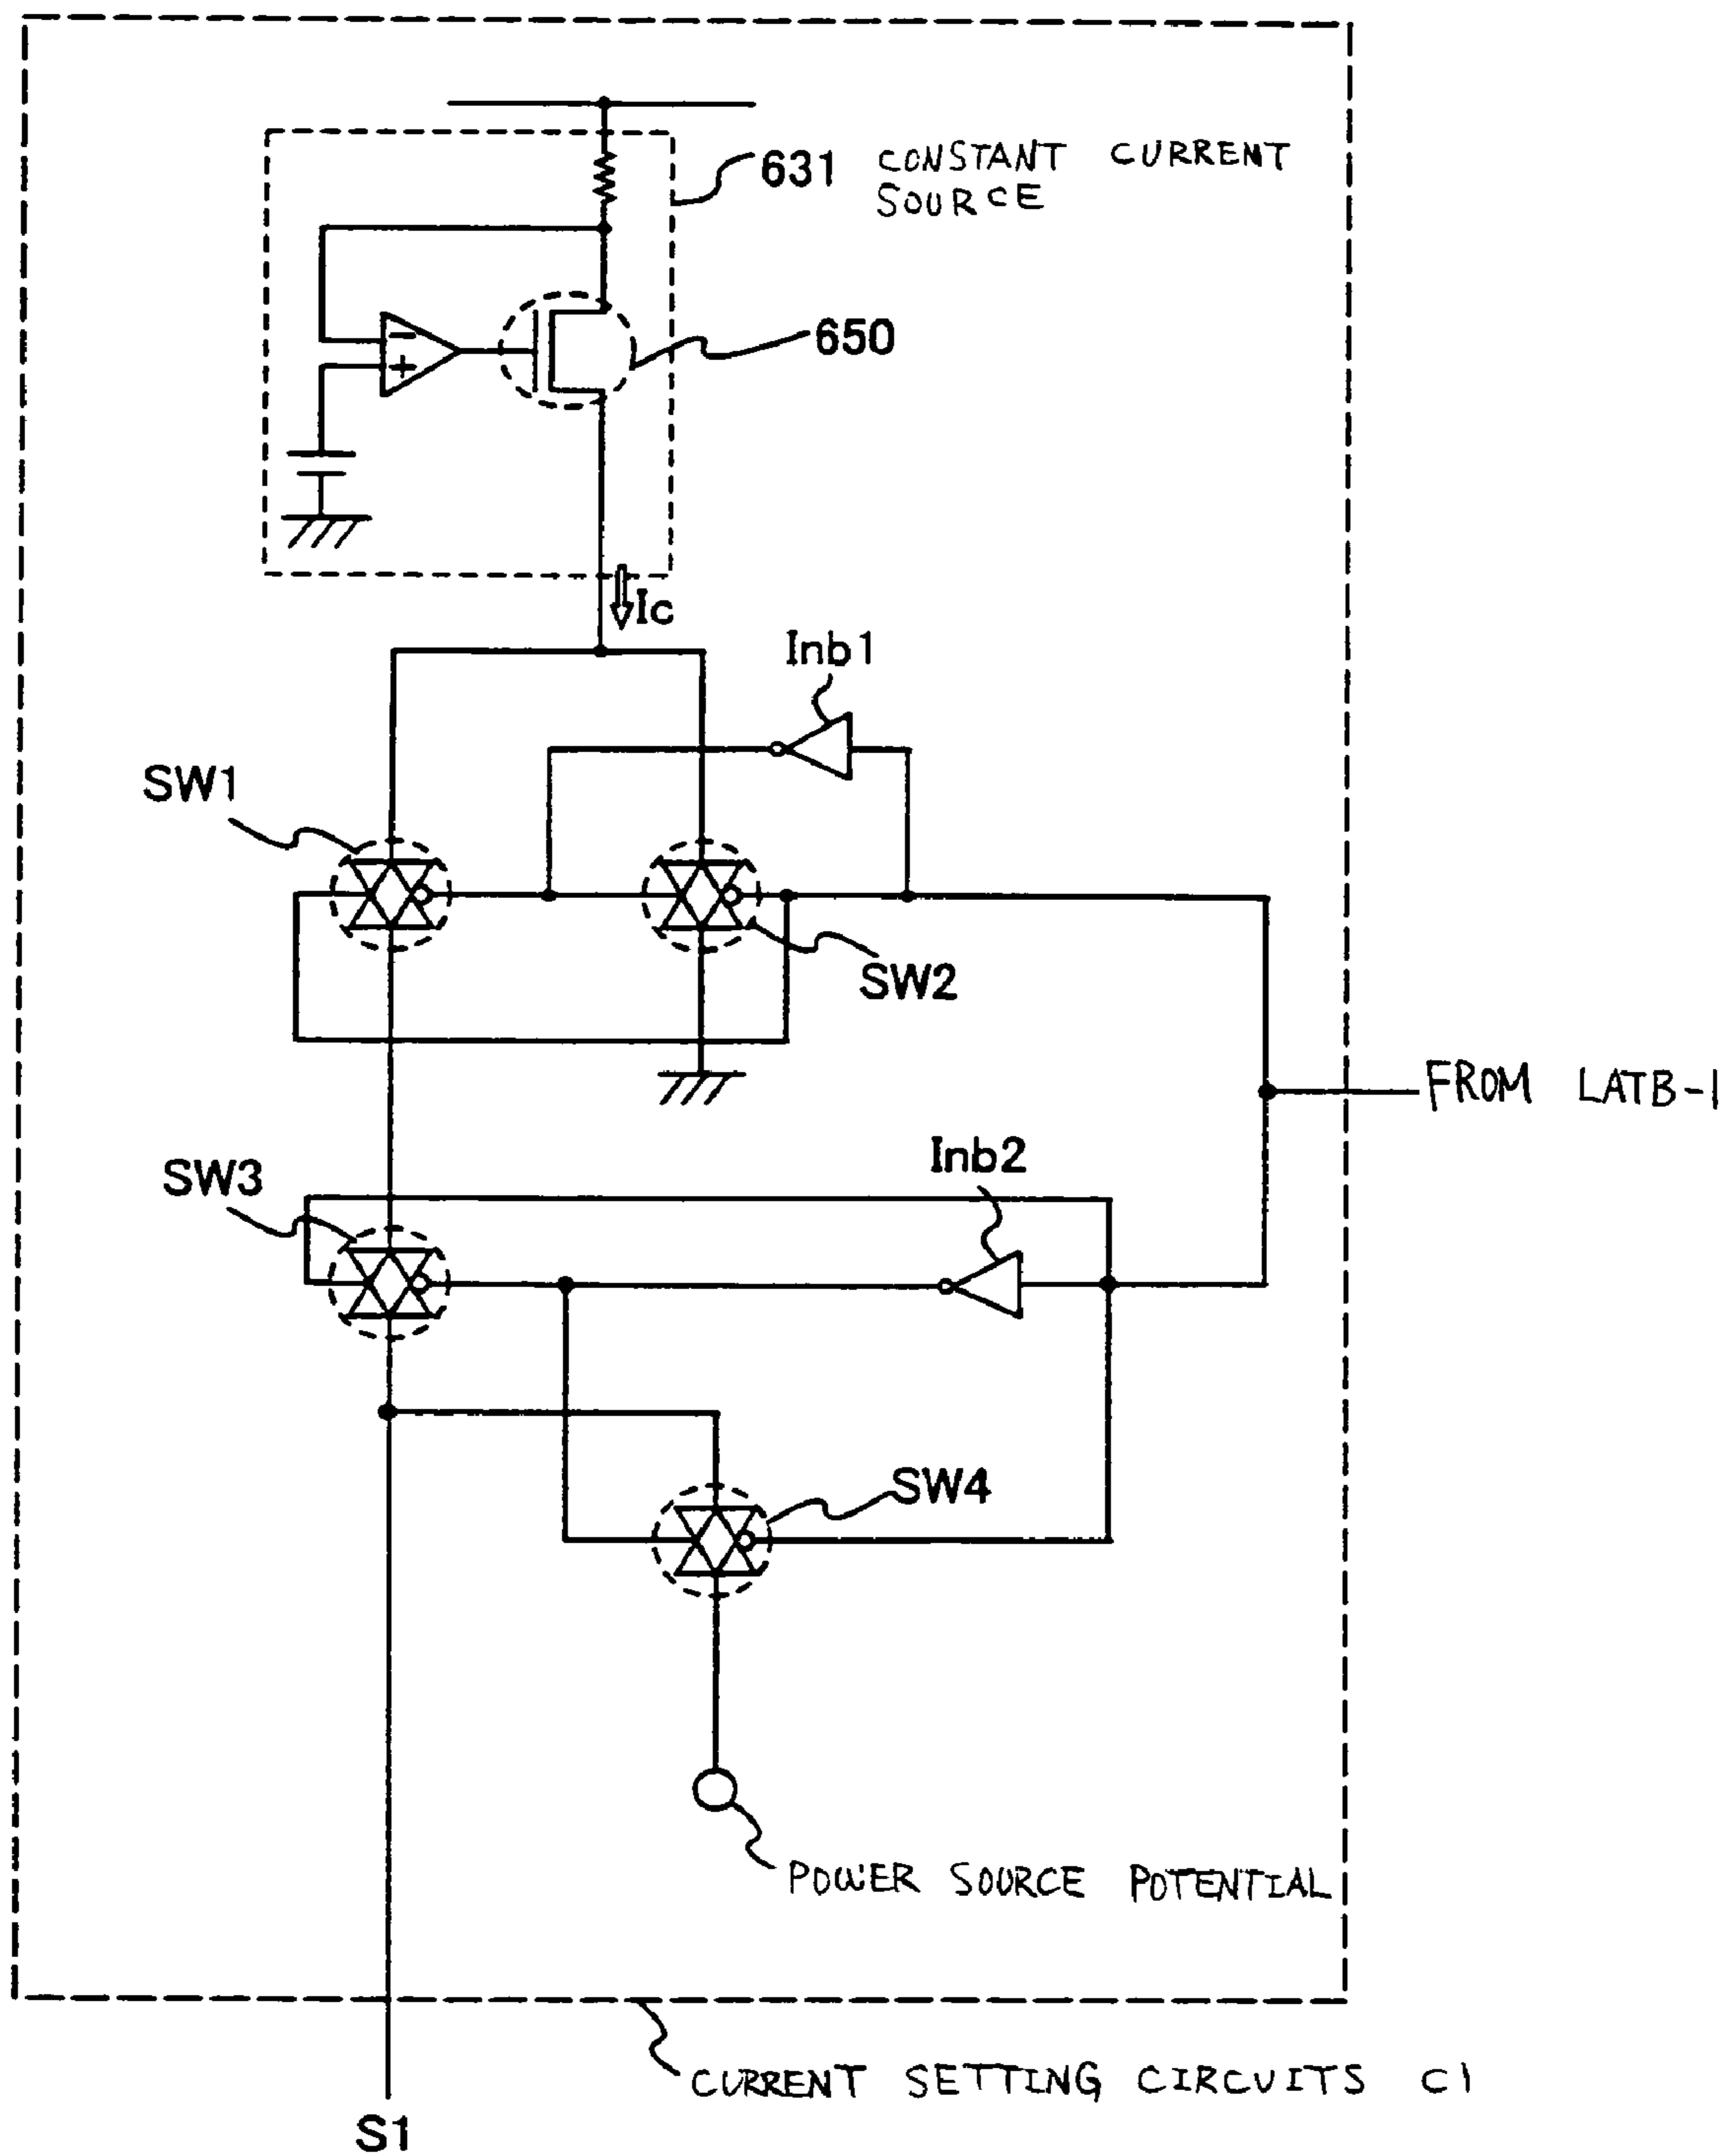 631 CONSTANT CURRENT
SOURCE
−
+
650
Ic
Inb1
SW1
SW2
FROM LATB-1
Inb2
SW3
SW4
POWER SOURCE POTENTIAL
CURRENT SETTING CIRCUITS C1
S1